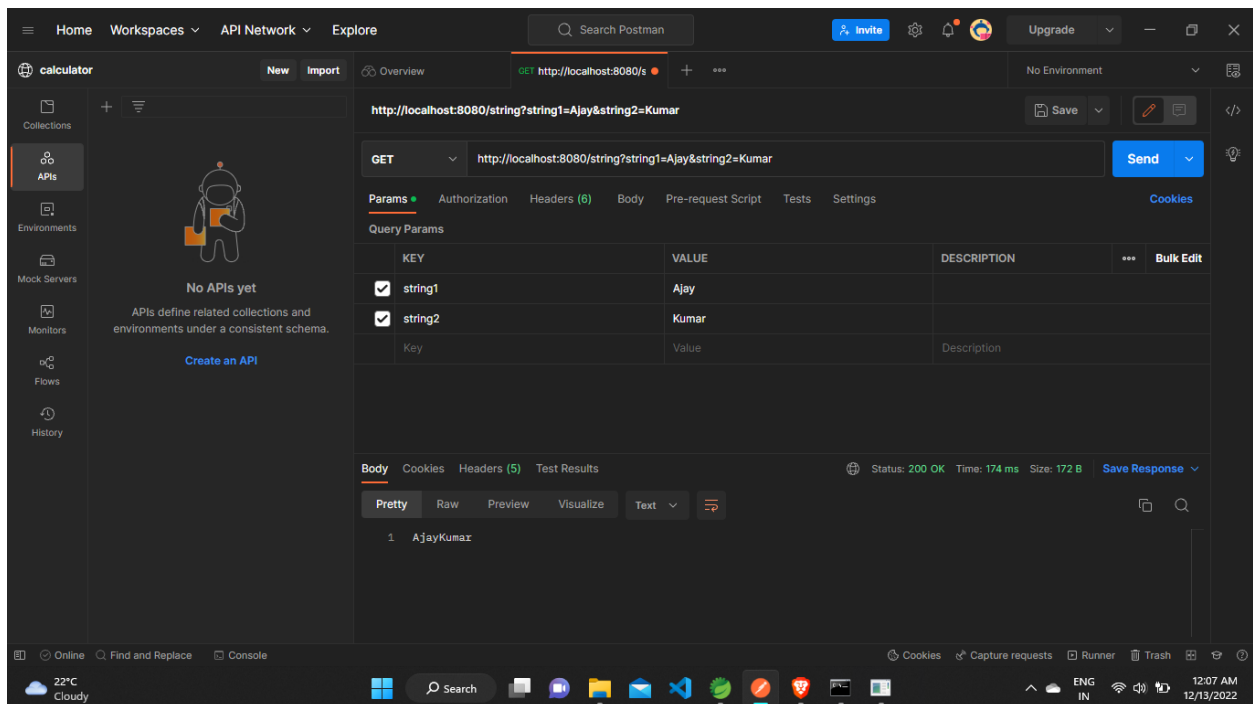 Home Workspaces API Network Explore Search Postman Invite Upgrade
calculator New Import Overview GET http://localhost:8080/s No Environment
Collections
APIs
Environments
Mock Servers
Monitors
Flows
History
No APIs yet
APIs define related collections and
environments under a consistent schema.
Create an API
http://localhost:8080/string?string1=Ajay&string2=Kumar Save
GET http://localhost:8080/string?string1=Ajay&string2=Kumar Send
Params Authorization Headers (6) Body Pre-request Script Tests Settings Cookies
Query Params
KEY VALUE DESCRIPTION Bulk Edit
string1 Ajay
string2 Kumar
Key Value Description
Body Cookies Headers (5) Test Results Status: 200 OK Time: 174 ms Size: 172 B Save Response
Pretty Raw Preview Visualize Text
1 AjayKumar
Online Find and Replace Console Cookies Capture requests Runner Trash
22°C
Cloudy
Search
ENG
IN
12:07 AM
12/13/2022